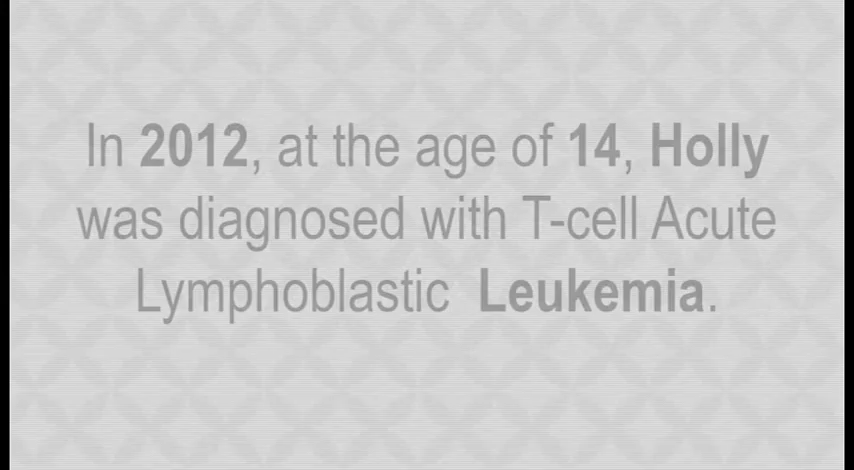 In 2012, at the age of 14, Holly
was diagnosed with T-cell Acute
Lymphoblastic Leukemia.